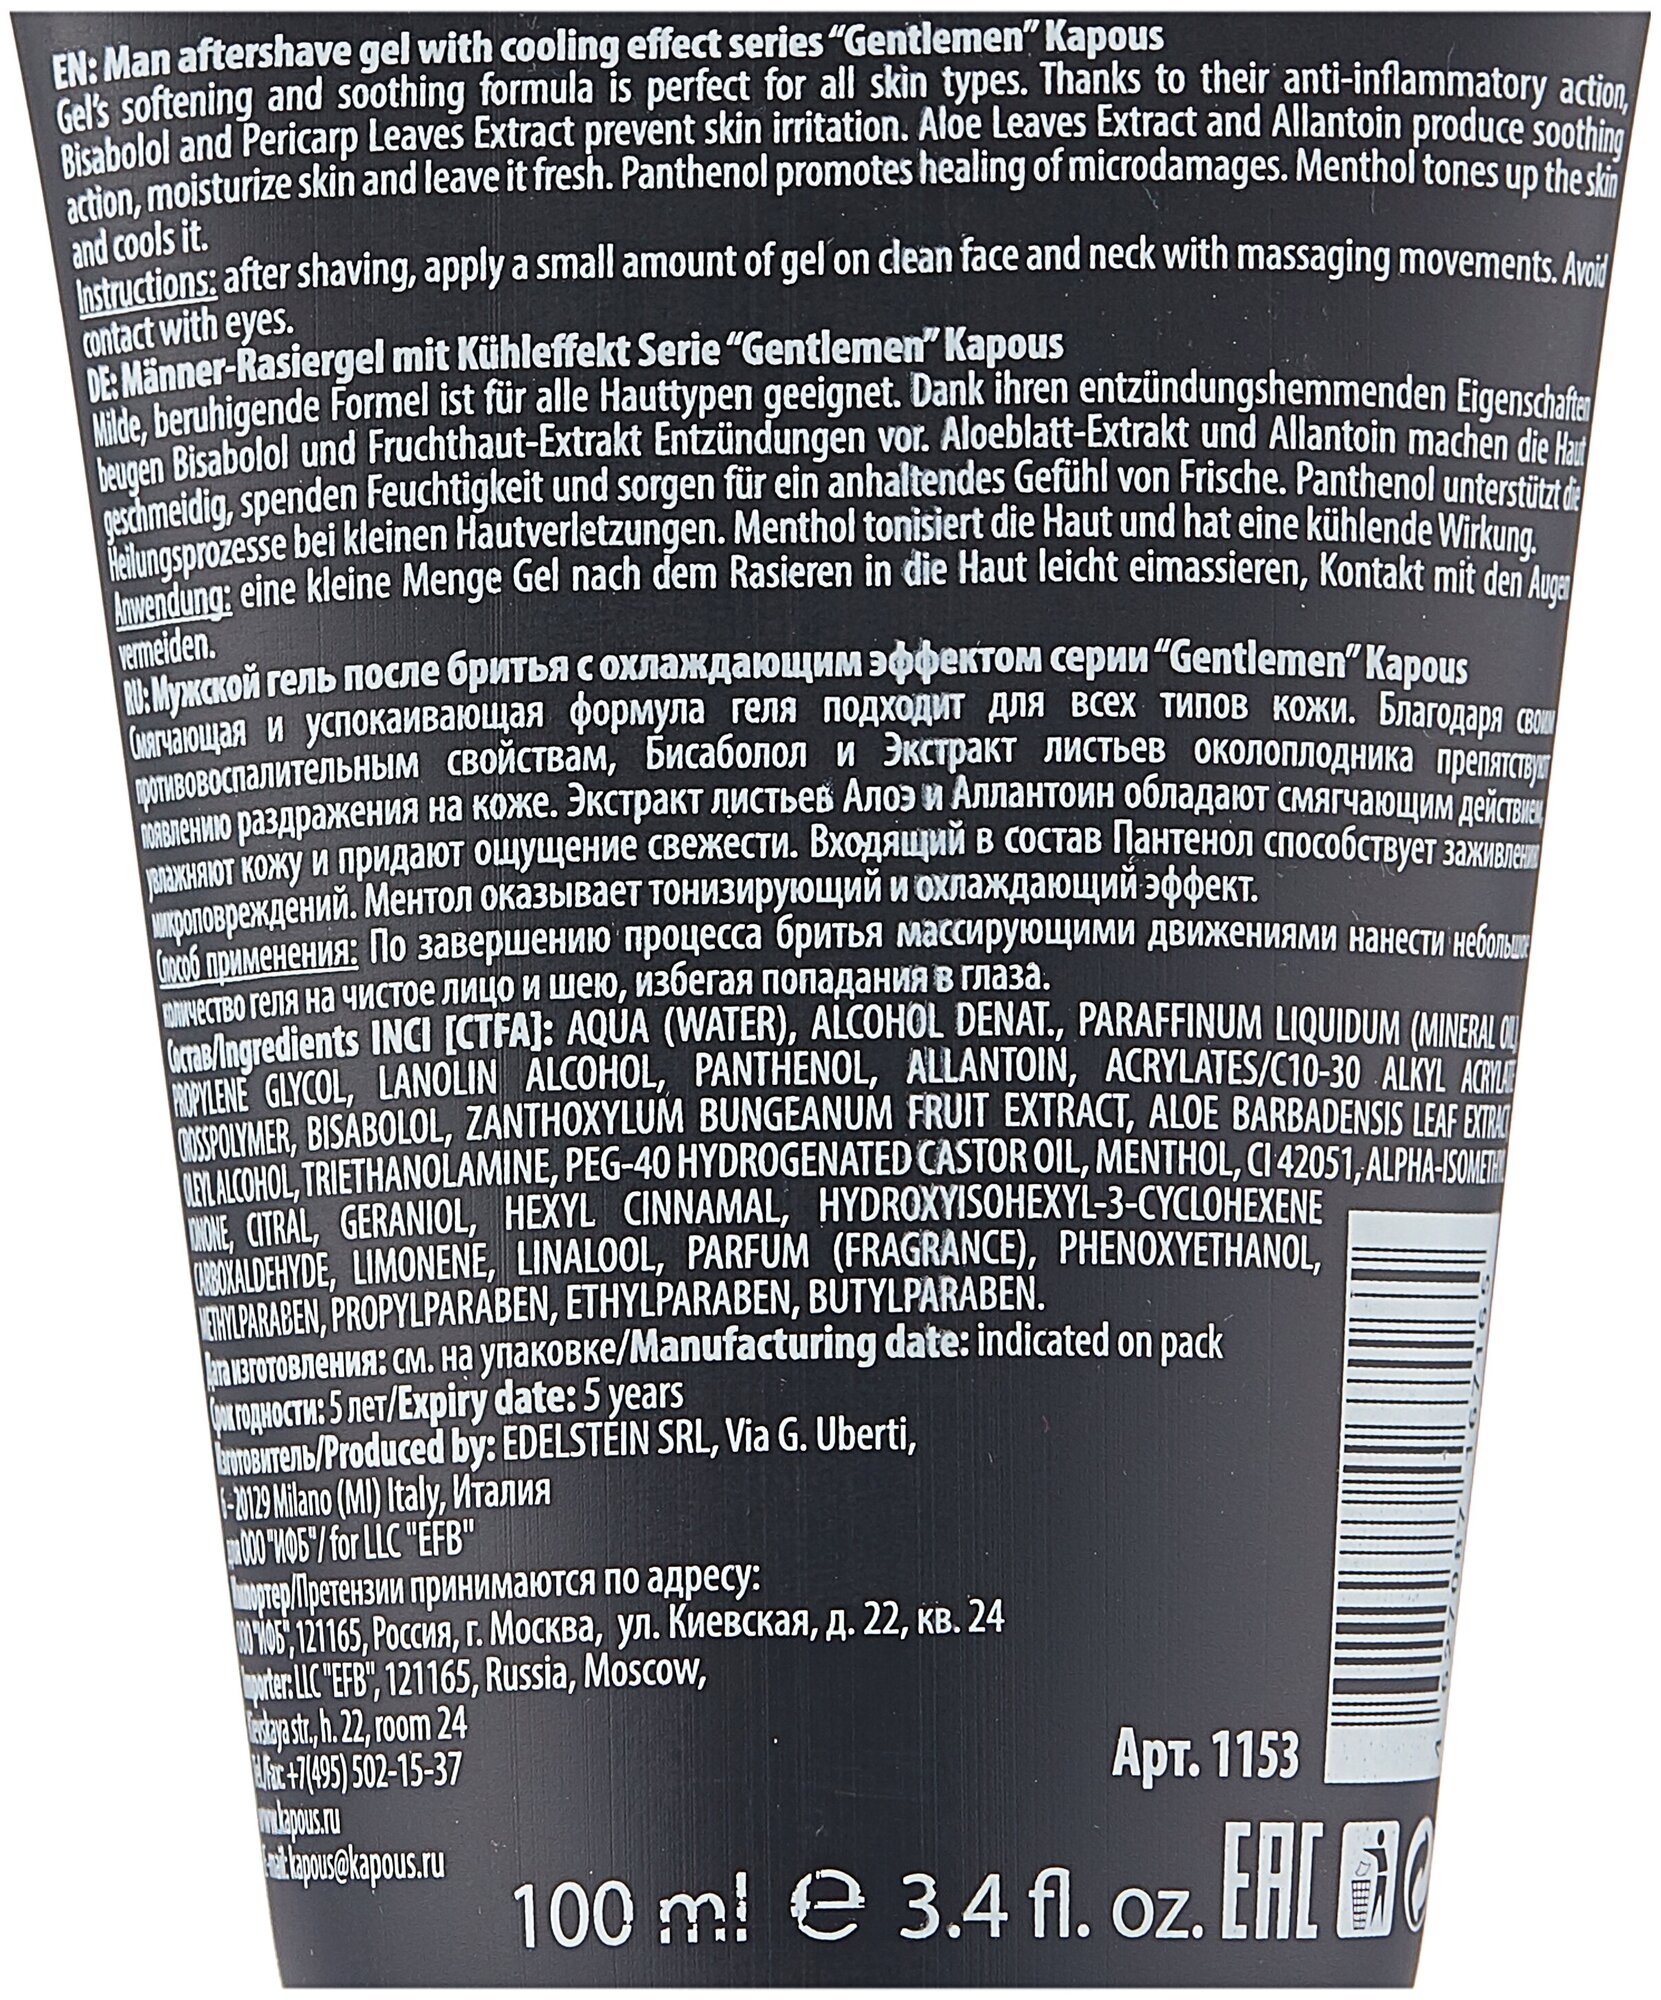 EN: Man aftershave gel with cooling effect series “Gentlemen” Kapous
Gel's softening and soothing formula is perfect for all skin types. Thanks to their anti-inflammatory action,
Bisabolol and Pericarp Leaves Extract prevent skin irritation. Aloe Leaves Extract and Allantoin produce soothing
action, moisturize skin and leave it fresh. Panthenol promotes healing of microdamages. Menthol tones up the skin
and cools it.
Instructions: after shaving, apply a small amount of gel on clean face and neck with massaging movements. Avoid
contact with eyes.
DE: Männer-Rasiergel mit Kühleffekt Serie “Gentlemen” Kapous
Milde, beruhigende Formel ist für alle Hauttypen geeignet. Dank ihren entzündungshemmenden Eigenschaften
beugen Bisabolol und Fruchthaut-Extrakt Entzündungen vor. Aloeblatt-Extrakt und Allantoin machen die Haut
geschmeidig, spenden Feuchtigkeit und sorgen für ein anhaltendes Gefühl von Frische. Panthenol unterstützt die
Heilungsprozesse bei kleinen Hautverletzungen. Menthol tonisiert die Haut und hat eine kühlende Wirkung.
Anwendung: eine kleine Menge Gel nach dem Rasieren in die Haut leicht eimassieren, Kontakt mit den Augen
vermeiden.
RU: Мужской гель после бритья с охлаждающим эффектом серии “Gentlemen” Kapous
Смягчающая и успокаивающая формула геля подходит для всех типов кожи. Благодаря своим
противовоспалительным свойствам, Бисаболол и Экстракт листьев околоплодника препятствуют
появлению раздражения на коже. Экстракт листьев Алоэ и Аллантоин обладают смягчающим действием,
увлажняют кожу и придают ощущение свежести. Входящий в состав Пантенол способствует заживлению
микроповреждений. Ментол оказывает тонизирующий и охлаждающий эффект.
Способ применения: По завершению процесса бритья массирующими движениями нанести небольшое
количество геля на чистое лицо и шею, избегая попадания в глаза.
Состав/Ingredients INCI [CTFA]: AQUA (WATER), ALCOHOL DENAT., PARAFFINUM LIQUIDUM (MINERAL OIL),
PROPYLENE GLYCOL, LANOLIN ALCOHOL, PANTHENOL, ALLANTOIN, ACRYLATES/C10-30 ALKYL ACRYLATE
CROSSPOLYMER, BISABOLOL, ZANTHOXYLUM BUNGEANUM FRUIT EXTRACT, ALOE BARBADENSIS LEAF EXTRACT,
OLEYL ALCOHOL, TRIETHANOLAMINE, PEG-40 HYDROGENATED CASTOR OIL, MENTHOL, CI 42051, ALPHA-ISOMETHYL
IONONE, CITRAL, GERANIOL, HEXYL CINNAMAL, HYDROXYISOHEXYL-3-CYCLOHEXENE
CARBOXALDEHYDE, LIMONENE, LINALOOL, PARFUM (FRAGRANCE), PHENOXYETHANOL,
METHYLPARABEN, PROPYLPARABEN, ETHYLPARABEN, BUTYLPARABEN.
Дата изготовления: см. на упаковке/Manufacturing date: indicated on pack
Срок годности: 5 лет/Expiry date: 5 years
Изготовитель/Produced by: EDELSTEIN SRL, Via G. Uberti,
6 - 20129 Milano (MI) Italy, Италия
для ООО "ИФБ"/ for LLC "EFB"
Импортер/Претензии принимаются по адресу:
ООО "ИФБ", 121165, Россия, г. Москва, ул. Киевская, д. 22, кв. 24
Importer: LLC "EFB", 121165, Russia, Moscow,
Kievskaya str., h. 22, room 24
Tel./Fax: +7(495) 502-15-37
www.kapous.ru
E-mail: kapous@kapous.ru
Арт. 1153
100 ml e 3.4 fl. oz.
EAC